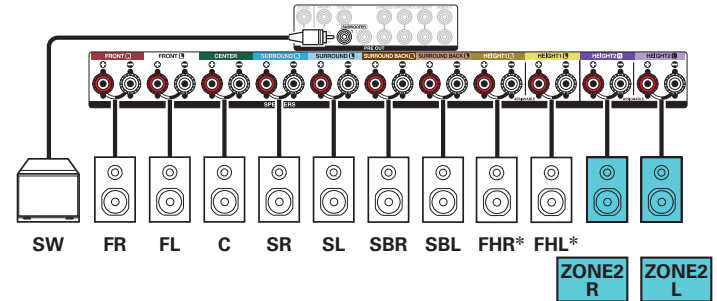 SUBWOOFER
PRE OUT
FRONT R FRONT L CENTER SURROUND R SURROUND L SURROUND BACK R SURROUND BACK L HEIGHT1 R HEIGHT1 L HEIGHT2 R HEIGHT2 L
SPEAKERS ASSIGNABLE ASSIGNABLE
SW FR FL C SR SL SBR SBL FHR* FHL*
ZONE2 ZONE2
R L